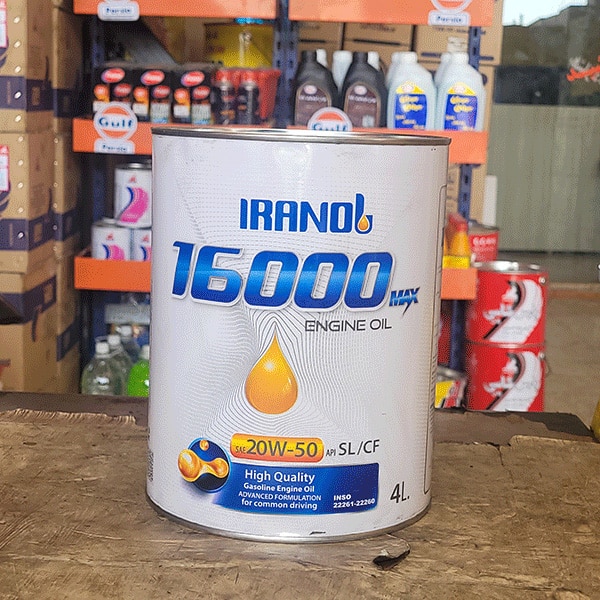 Gulf
Gulf
IRANOL
16000 MAX
ENGINE OIL
SAE 20W-50 API SL/CF
High Quality
Gasoline Engine Oil
ADVANCED FORMULATION
for common driving
INSO
22261-22260
4L.